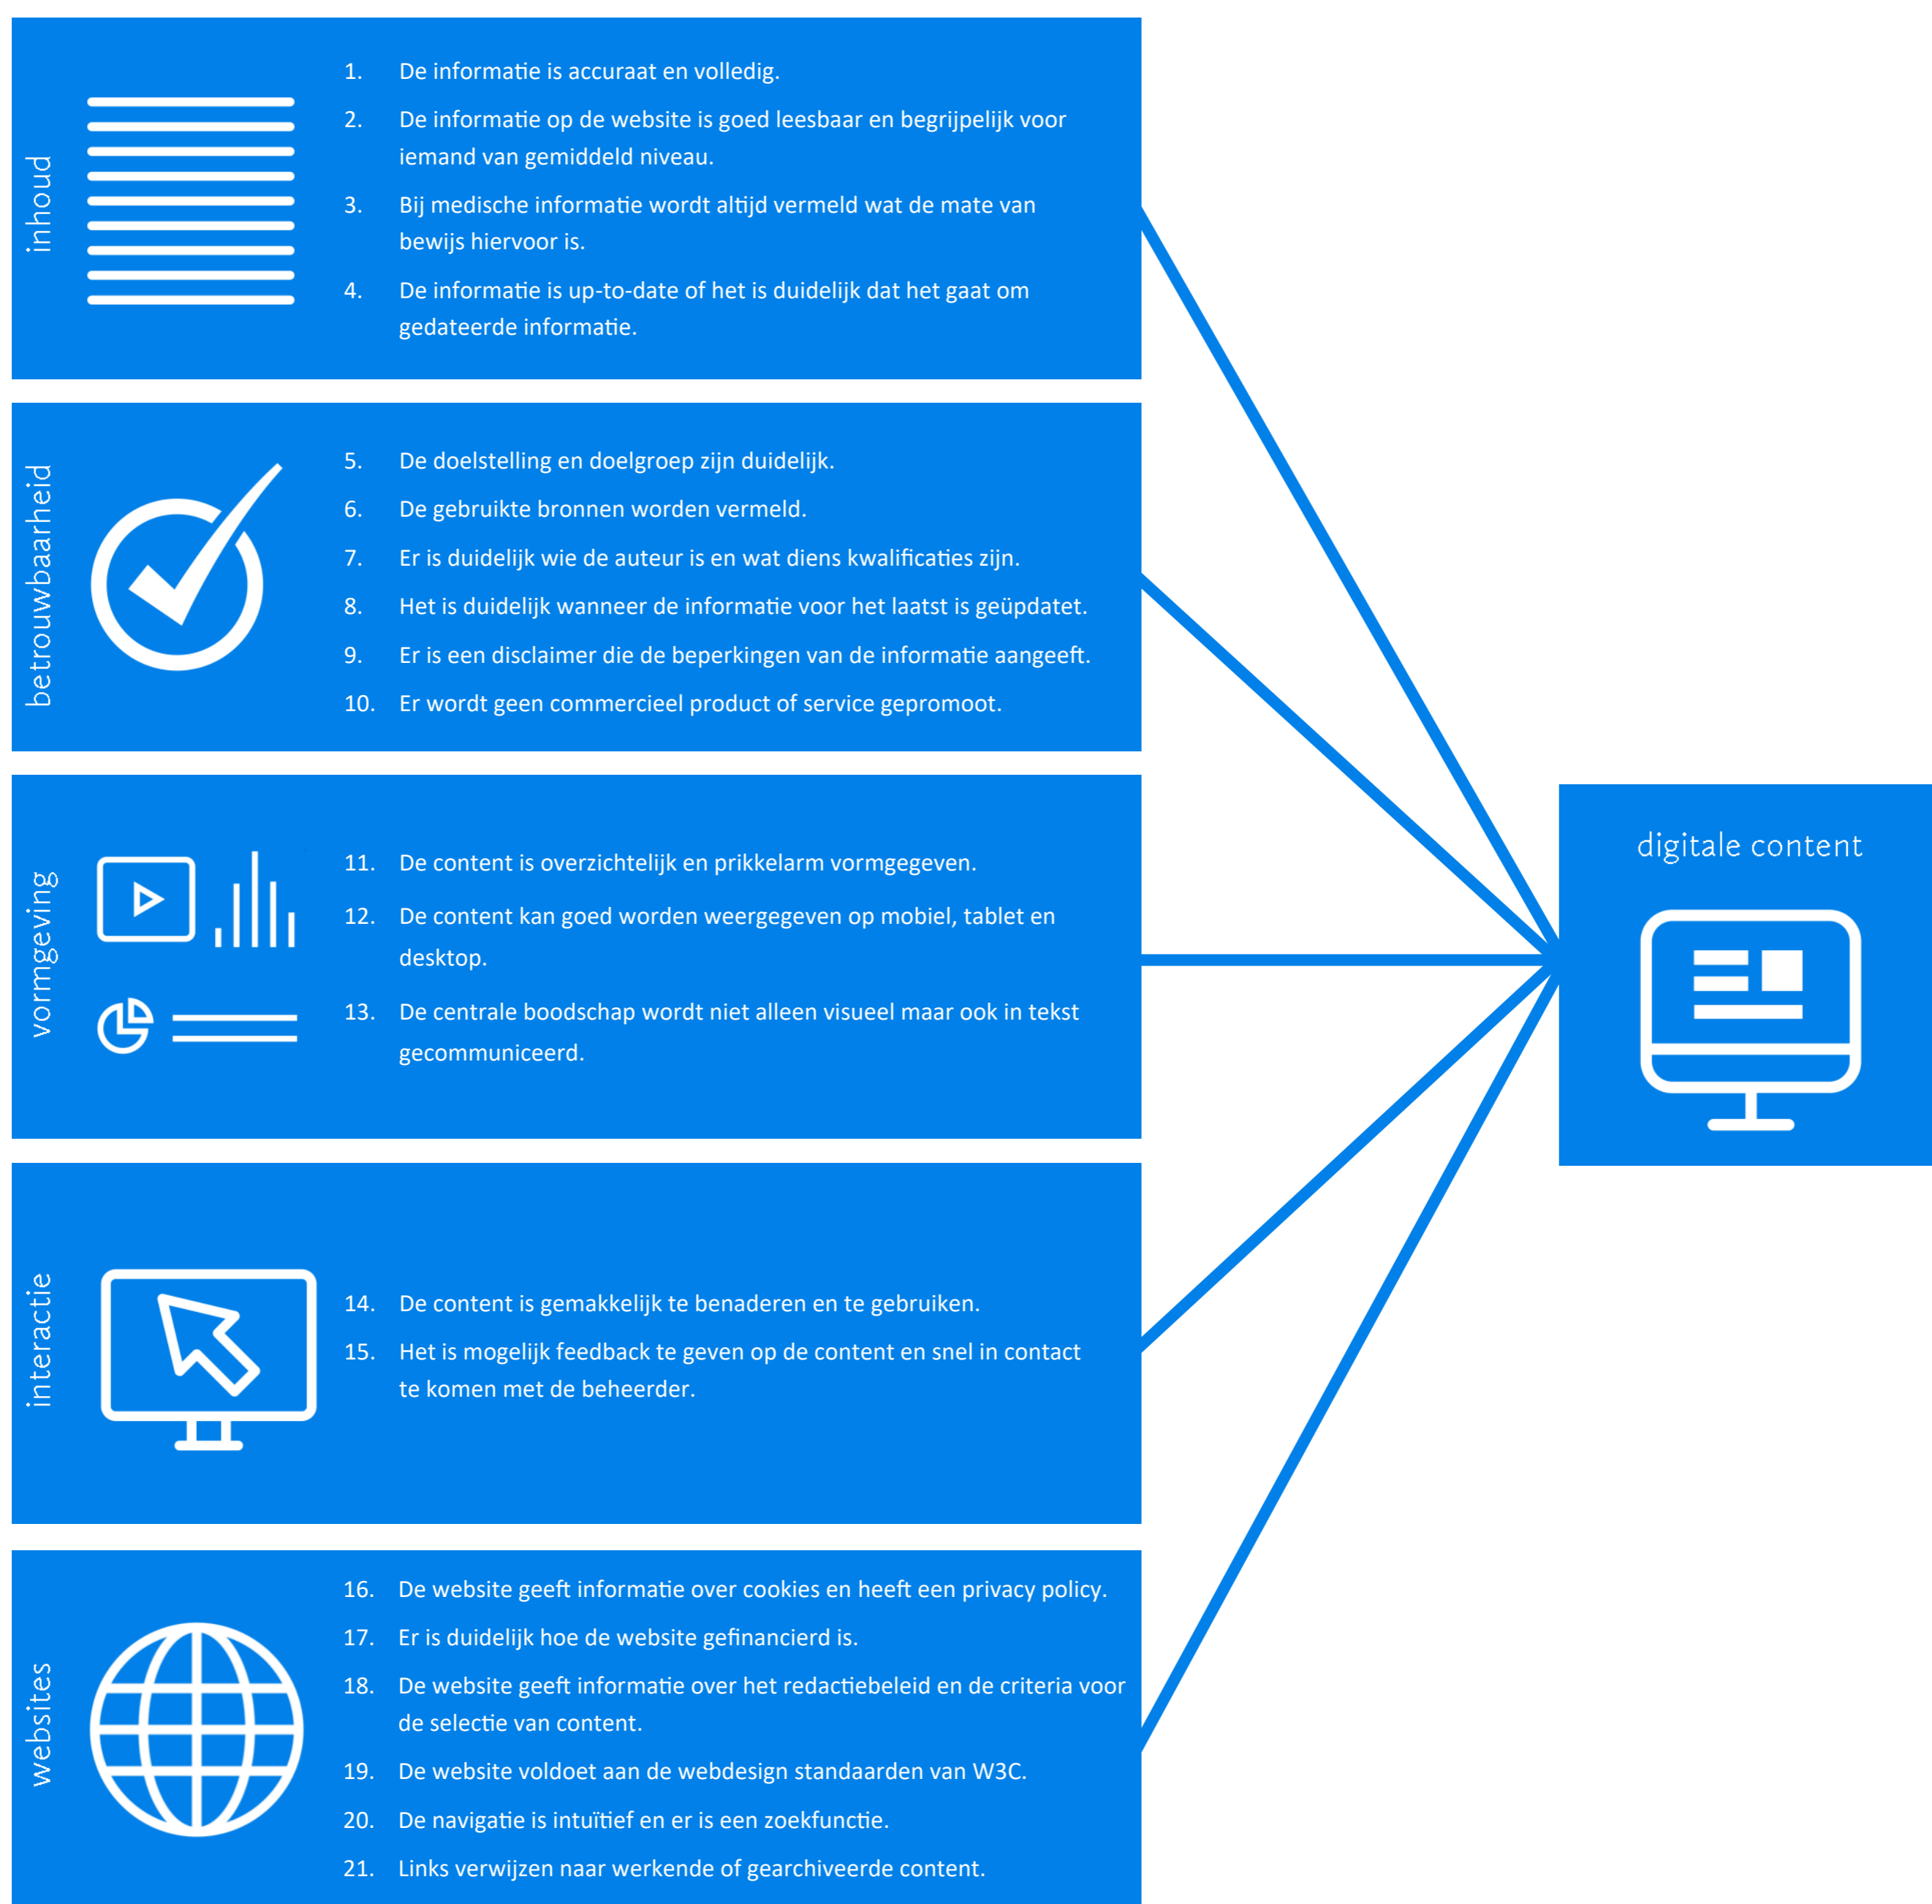 inhoud
1. De informatie is accuraat en volledig.
2. De informatie op de website is goed leesbaar en begrijpelijk voor
iemand van gemiddeld niveau.
3. Bij medische informatie wordt altijd vermeld wat de mate van
bewijs hiervoor is.
4. De informatie is up-to-date of het is duidelijk dat het gaat om
gedateerde informatie.
betrouwbaarheid
5. De doelstelling en doelgroep zijn duidelijk.
6. De gebruikte bronnen worden vermeld.
7. Er is duidelijk wie de auteur is en wat diens kwalificaties zijn.
8. Het is duidelijk wanneer de informatie voor het laatst is geüpdatet.
9. Er is een disclaimer die de beperkingen van de informatie aangeeft.
10. Er wordt geen commercieel product of service gepromoot.
vormgeving
11. De content is overzichtelijk en prikkelarm vormgegeven.
12. De content kan goed worden weergegeven op mobiel, tablet en
desktop.
13. De centrale boodschap wordt niet alleen visueel maar ook in tekst
gecommuniceerd.
interactie
14. De content is gemakkelijk te benaderen en te gebruiken.
15. Het is mogelijk feedback te geven op de content en snel in contact
te komen met de beheerder.
websites
16. De website geeft informatie over cookies en heeft een privacy policy.
17. Er is duidelijk hoe de website gefinancierd is.
18. De website geeft informatie over het redactiebeleid en de criteria voor
de selectie van content.
19. De website voldoet aan de webdesign standaarden van W3C.
20. De navigatie is intuïtief en er is een zoekfunctie.
21. Links verwijzen naar werkende of gearchiveerde content.
digitale content